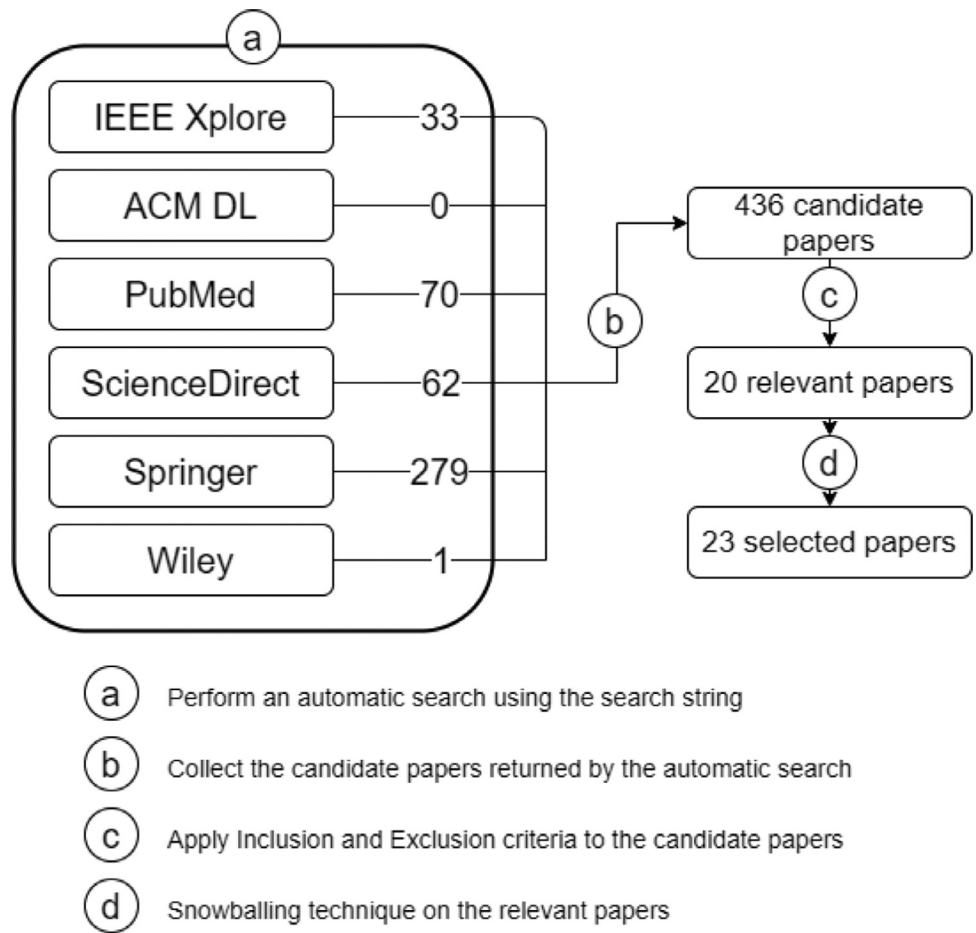 a
IEEE Xplore 33
ACM DL 0
PubMed 70
ScienceDirect 62
Springer 279
Wiley 1
b
436 candidate
papers
c
20 relevant papers
d
23 selected papers
a Perform an automatic search using the search string
b Collect the candidate papers returned by the automatic search
c Apply Inclusion and Exclusion criteria to the candidate papers
d Snowballing technique on the relevant papers